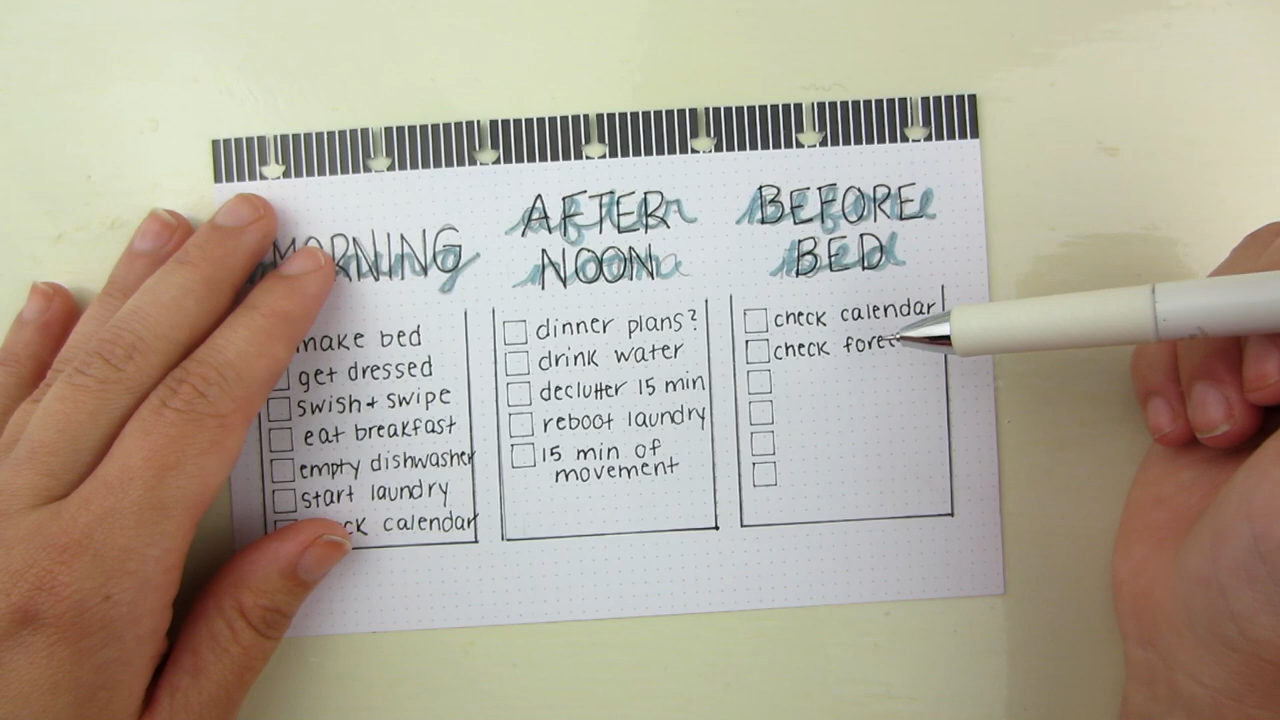 MORNING
make bed
get dressed
swish + swipe
eat breakfast
empty dishwasher
start laundry
calendar
AFTER
NOON
dinner plans?
drink water
declutter 15 min
reboot laundry
15 min of
movement
BEFORE
BED
check calendar
check